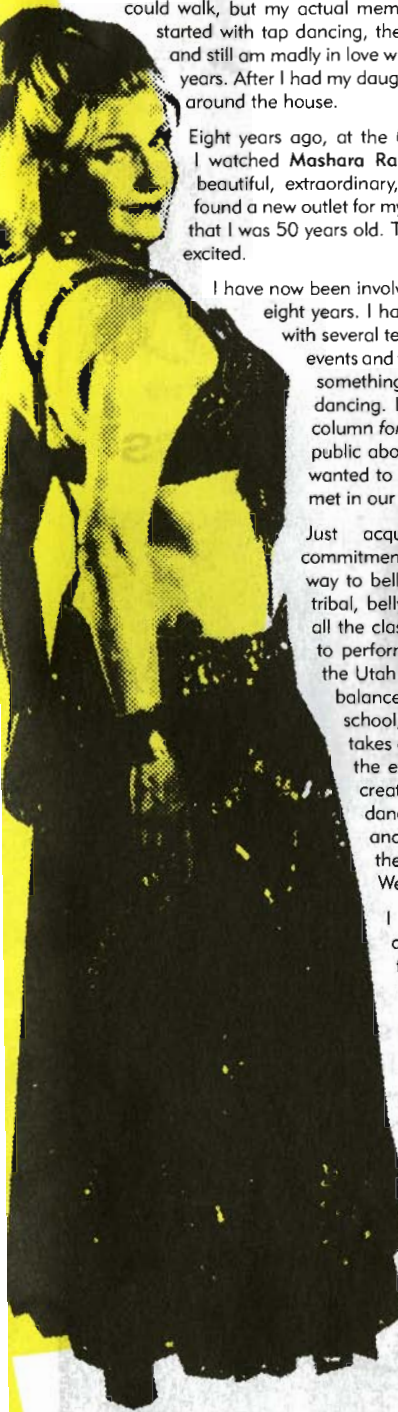 could walk, but my actual mem
started with tap dancing, the
and still am madly in love w
years. After I had my daug
around the house.
Eight years ago, at the
I watched Mashara Ra
beautiful, extraordinary,
found a new outlet for my
that I was 50 years old. T
excited.
I have now been involv
eight years. I ha
with several te
events and
something
dancing. I
column for
public abo
wanted to
met in our
Just acqu
commitmen
way to bell
tribal, bell
all the clas
to perform
the Utah
balance
school,
takes
the e
creat
danc
and
the
We
I